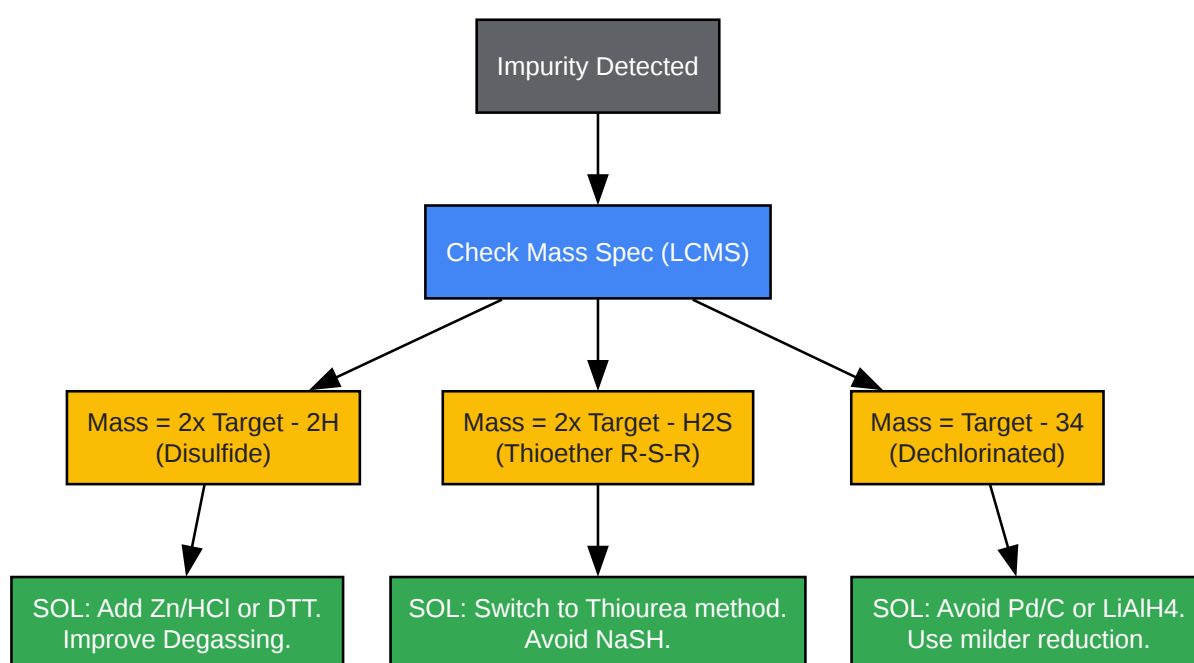 Impurity Detected
Check Mass Spec (LCMS)
Mass = 2x Target - 2H
(Disulfide)
Mass = 2x Target - H2S
(Thioether R-S-R)
Mass = Target - 34
(Dechlorinated)
SOL: Add Zn/HCl or DTT.
Improve Degassing.
SOL: Switch to Thiourea method.
Avoid NaSH.
SOL: Avoid Pd/C or LiAlH4.
Use milder reduction.